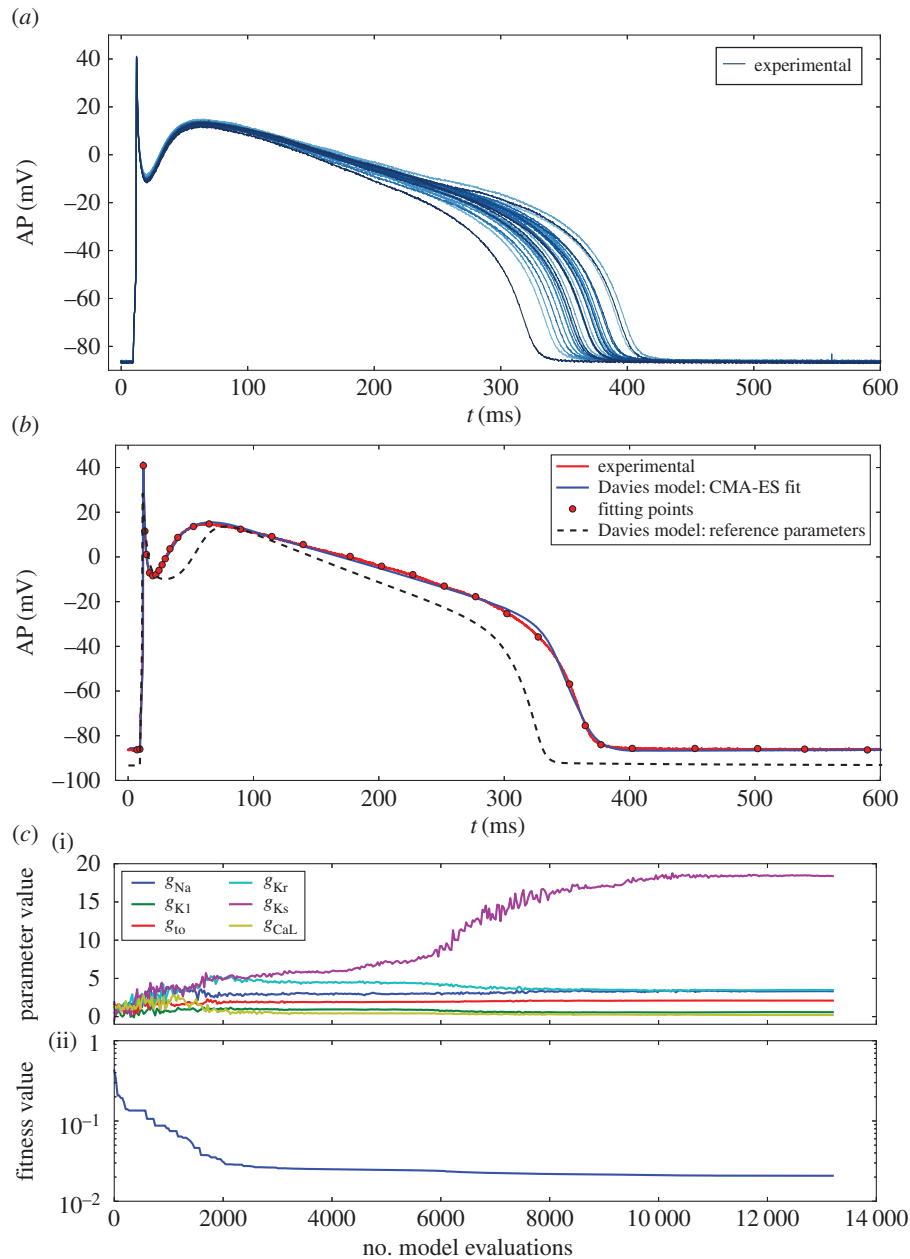 (a)
40
20
0
−20
−40
−60
−80
AP (mV)
experimental
0 100 200 300 400 500 600
t (ms)
(b)
40
20
0
−20
−40
−60
−80
−100
AP (mV)
experimental
Davies model: CMA-ES fit
fitting points
Davies model: reference parameters
0 100 200 300 400 500 600
t (ms)
(c) (i)
20
15
10
5
0
parameter value
gNa gKr
gK1 gKs
gto gCaL
(ii)
1
10−1
10−2
fitness value
0 2000 4000 6000 8000 10 000 12 000 14 000
no. model evaluations